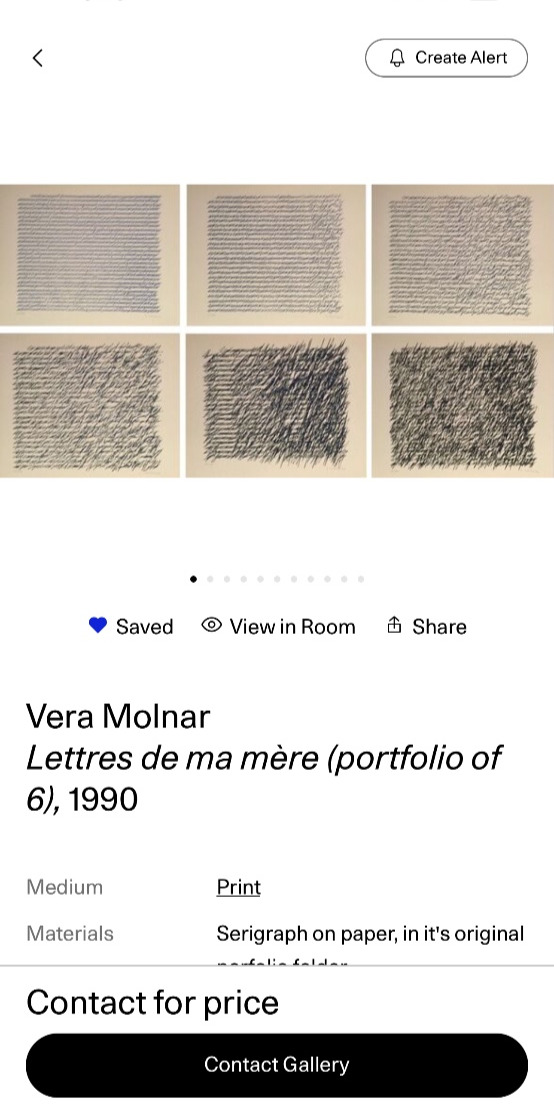 Create Alert
Saved View in Room Share
Vera Molnar
Lettres de ma mère (portfolio of
6), 1990
Medium Print
Materials Serigraph on paper, in it's original
Contact for price
Contact Gallery